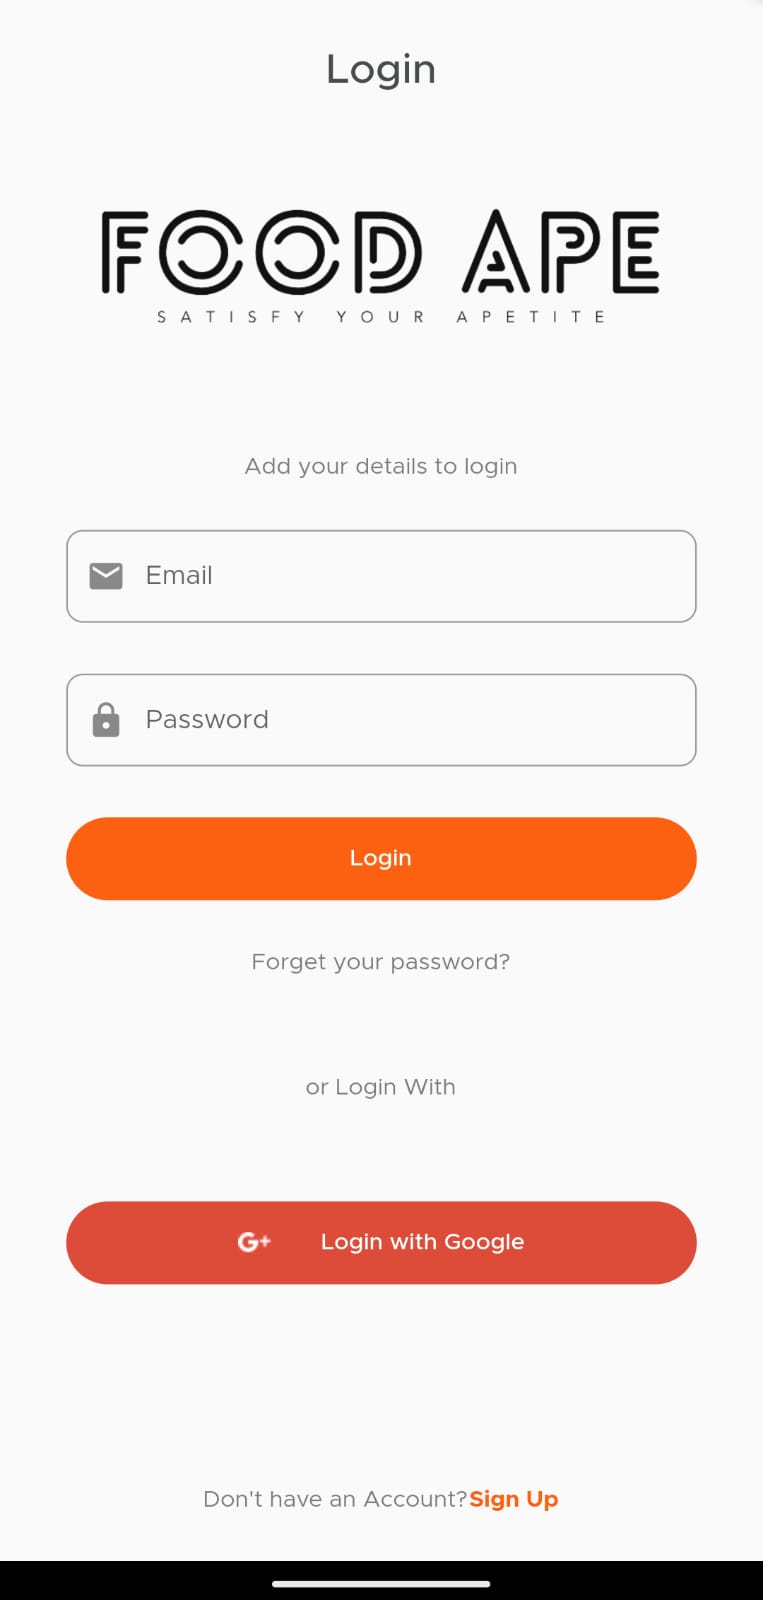 Login
FOOD APE
SATISFY YOUR APETITE
Add your details to login
Email
Password
Login
Forget your password?
or Login With
G+ Login with Google
Don't have an Account?Sign Up